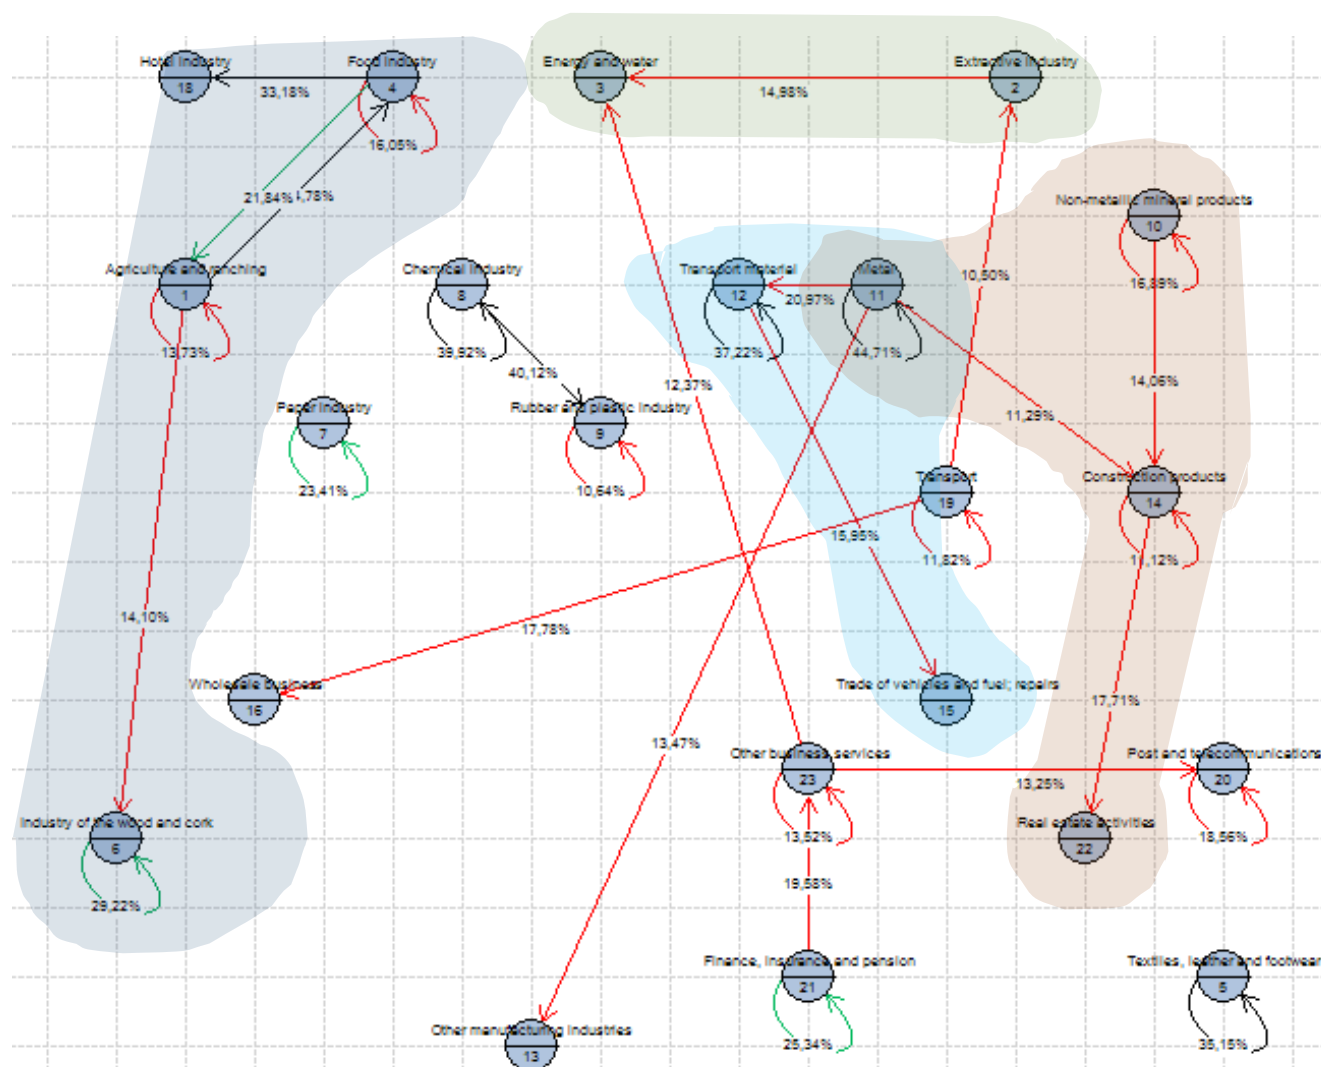 Hotel Industry
18
Food Industry
4
33,18%
16,05%
Energy and water
3
Extractive Industry
2
14,98%
21,84%
,78%
Non-metallic mineral products
10
16,89%
Agriculture and ranching
1
13,73%
Chemical Industry
8
39,92%
40,12%
Transport material
12
37,22%
20,97%
Metal
11
44,71%
10,50%
12,37%
14,06%
11,29%
Paper Industry
7
23,41%
Rubber and plastic Industry
9
10,64%
Transport
19
11,82%
Construction products
14
11,12%
15,95%
14,10%
17,78%
Wholesale business
16
Trade of vehicles and fuel; repairs
15
17,71%
13,47%
Other business services
23
13,52%
13,25%
Post and telecommunications
20
18,56%
Industry of the wood and cork
6
29,22%
Real estate activities
22
19,58%
Finance, insurance and pension
21
25,34%
Textiles, leather and footwear
5
35,15%
Other manufacturing Industries
13